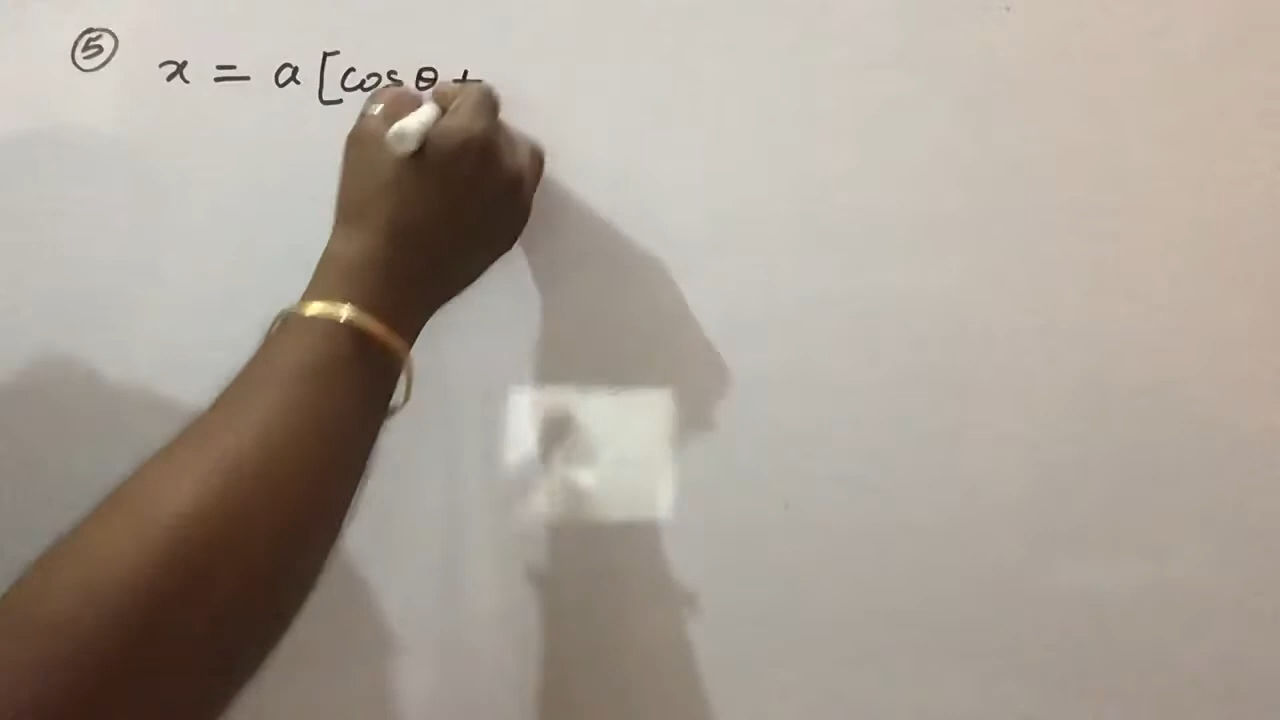 ⑤ x = a [cos θ +